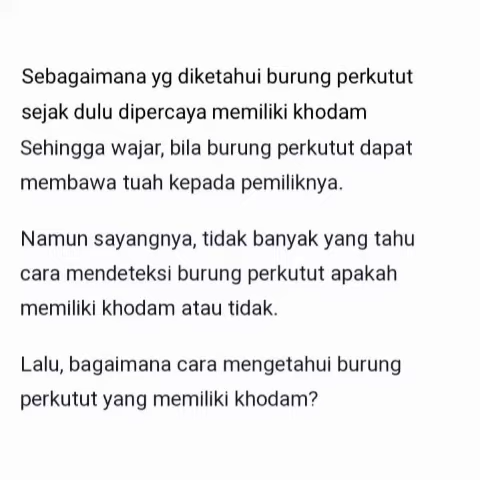 Sebagaimana yg diketahui burung perkutut
sejak dulu dipercaya memiliki khodam
Sehingga wajar, bila burung perkutut dapat
membawa tuah kepada pemiliknya.
Namun sayangnya, tidak banyak yang tahu
cara mendeteksi burung perkutut apakah
memiliki khodam atau tidak.
Lalu, bagaimana cara mengetahui burung
perkutut yang memiliki khodam?